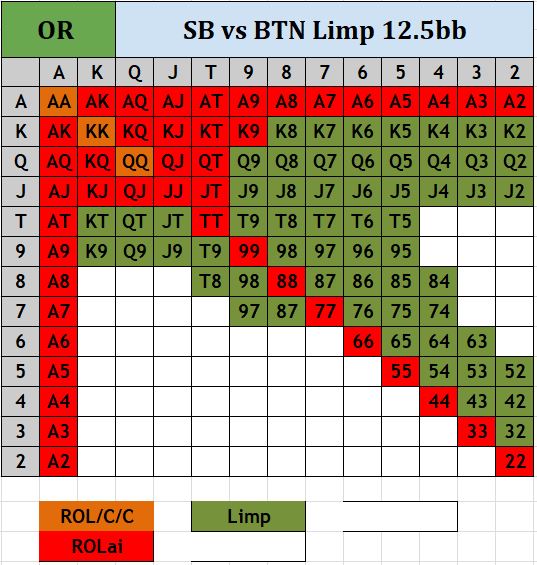 OR SB vs BTN Limp 12.5bb
A K Q J T 9 8 7 6 5 4 3 2
A AA AK AQ AJ AT A9 A8 A7 A6 A5 A4 A3 A2
K AK KK KQ KJ KT K9 K8 K7 K6 K5 K4 K3 K2
Q AQ KQ QQ QJ QT Q9 Q8 Q7 Q6 Q5 Q4 Q3 Q2
J AJ KJ QJ JJ JT J9 J8 J7 J6 J5 J4 J3 J2
T AT KT QT JT TT T9 T8 T7 T6 T5
9 A9 K9 Q9 J9 T9 99 98 97 96 95
8 A8 T8 98 88 87 86 85 84
7 A7 97 87 77 76 75 74
6 A6 66 65 64 63
5 A5 55 54 53 52
4 A4 44 43 42
3 A3 33 32
2 A2 22
ROL/C/C Limp
ROLai